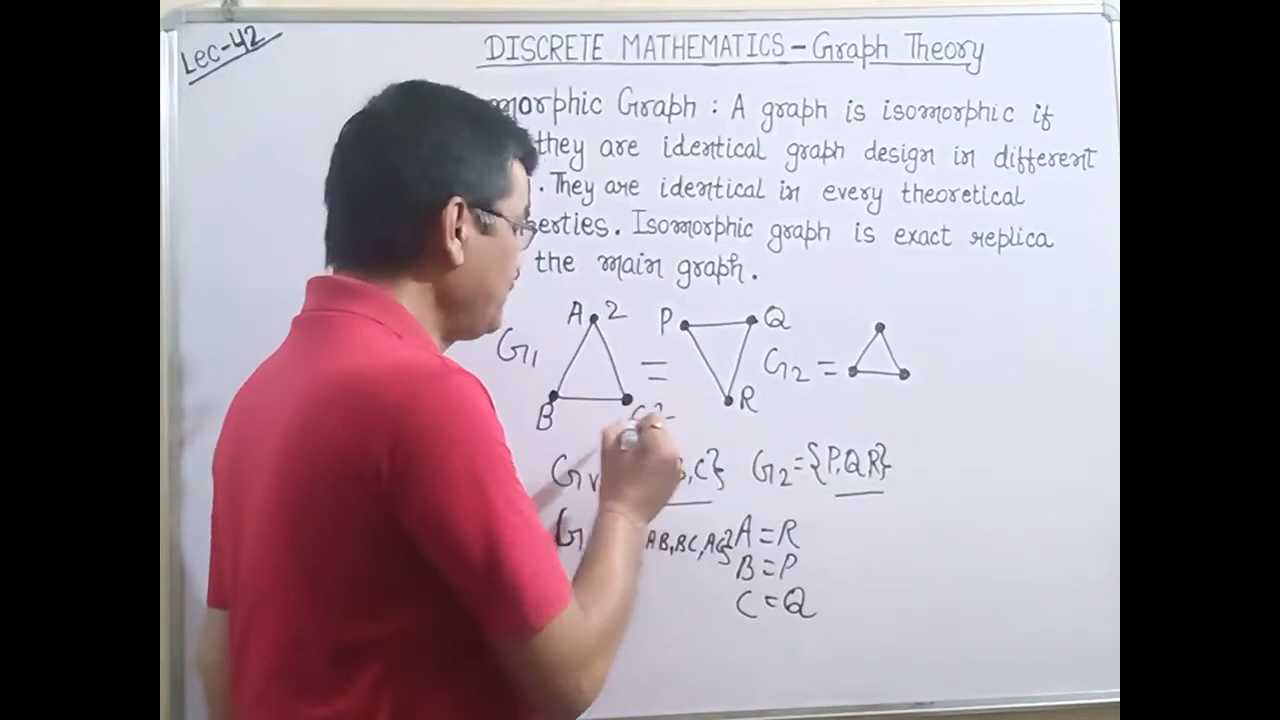 Lec-42
DISCRETE MATHEMATICS - Graph Theory
morphic Graph : A graph is isomorphic if
they are identical graph design in different
. They are identical in every theoretical
erties. Isomorphic graph is exact replica
the main graph.
A 2 P Q
G1 = G2 =
B R
G V ,C} G2={P,Q,R}
G AB,BC,AC} A=R
B=P
C=Q